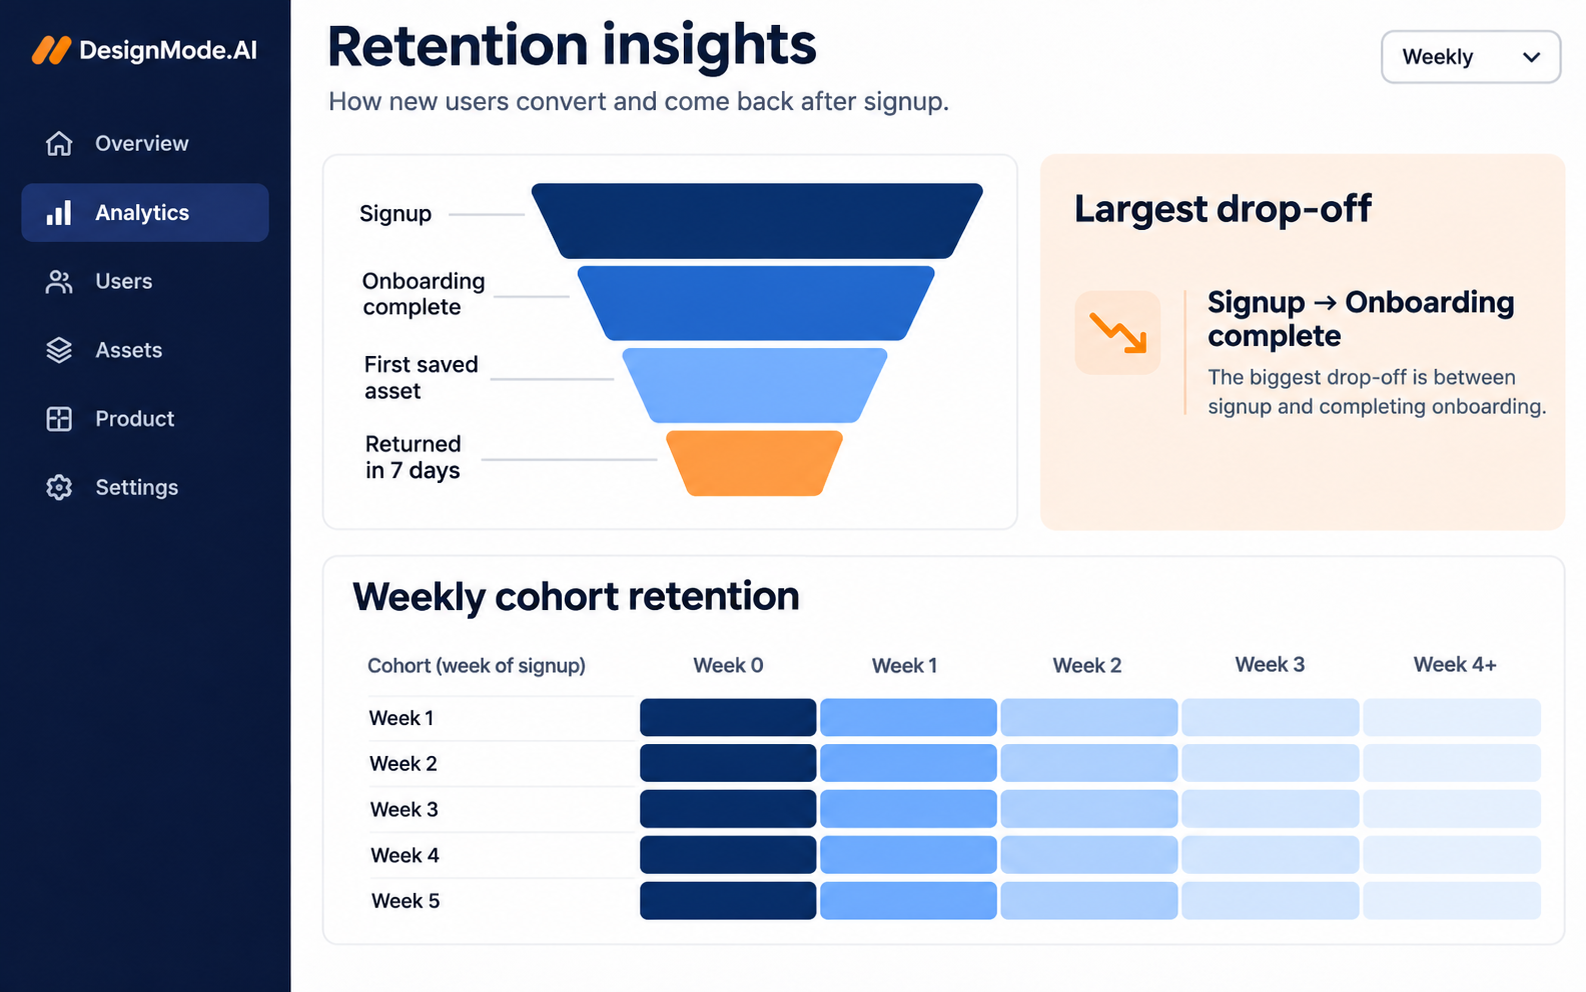 DesignMode.AI
Overview
Analytics
Users
Assets
Product
Settings
Retention insights
How new users convert and come back after signup.
Weekly
Signup
Onboarding
complete
First saved
asset
Returned
in 7 days
Largest drop-off
Signup → Onboarding
complete
The biggest drop-off is between
signup and completing onboarding.
Weekly cohort retention
Cohort (week of signup) Week 0 Week 1 Week 2 Week 3 Week 4+
Week 1
Week 2
Week 3
Week 4
Week 5